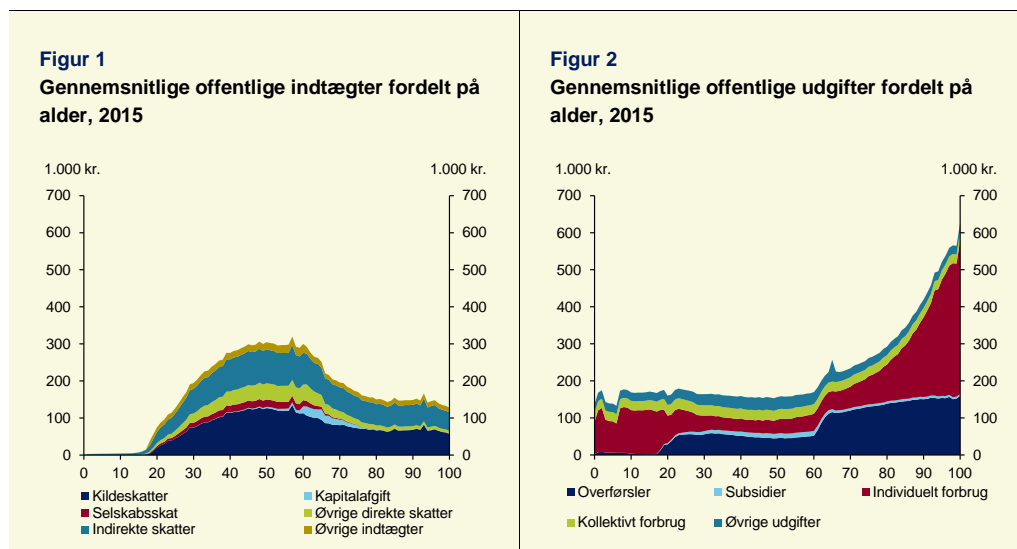 Figur 1
Gennemsnitlige offentlige indtægter fordelt på
alder, 2015
1.000 kr. 1.000 kr.
700 700
600 600
500 500
400 400
300 300
200 200
100 100
0 0
0 10 20 30 40 50 60 70 80 90 100
Kildeskatter Kapitalafgift
Selskabsskat Øvrige direkte skatter
Indirekte skatter Øvrige indtægter
Figur 2
Gennemsnitlige offentlige udgifter fordelt på
alder, 2015
1.000 kr. 1.000 kr.
700 700
600 600
500 500
400 400
300 300
200 200
100 100
0 0
0 10 20 30 40 50 60 70 80 90 100
Overførsler Subsidier Individuelt forbrug
Kollektivt forbrug Øvrige udgifter